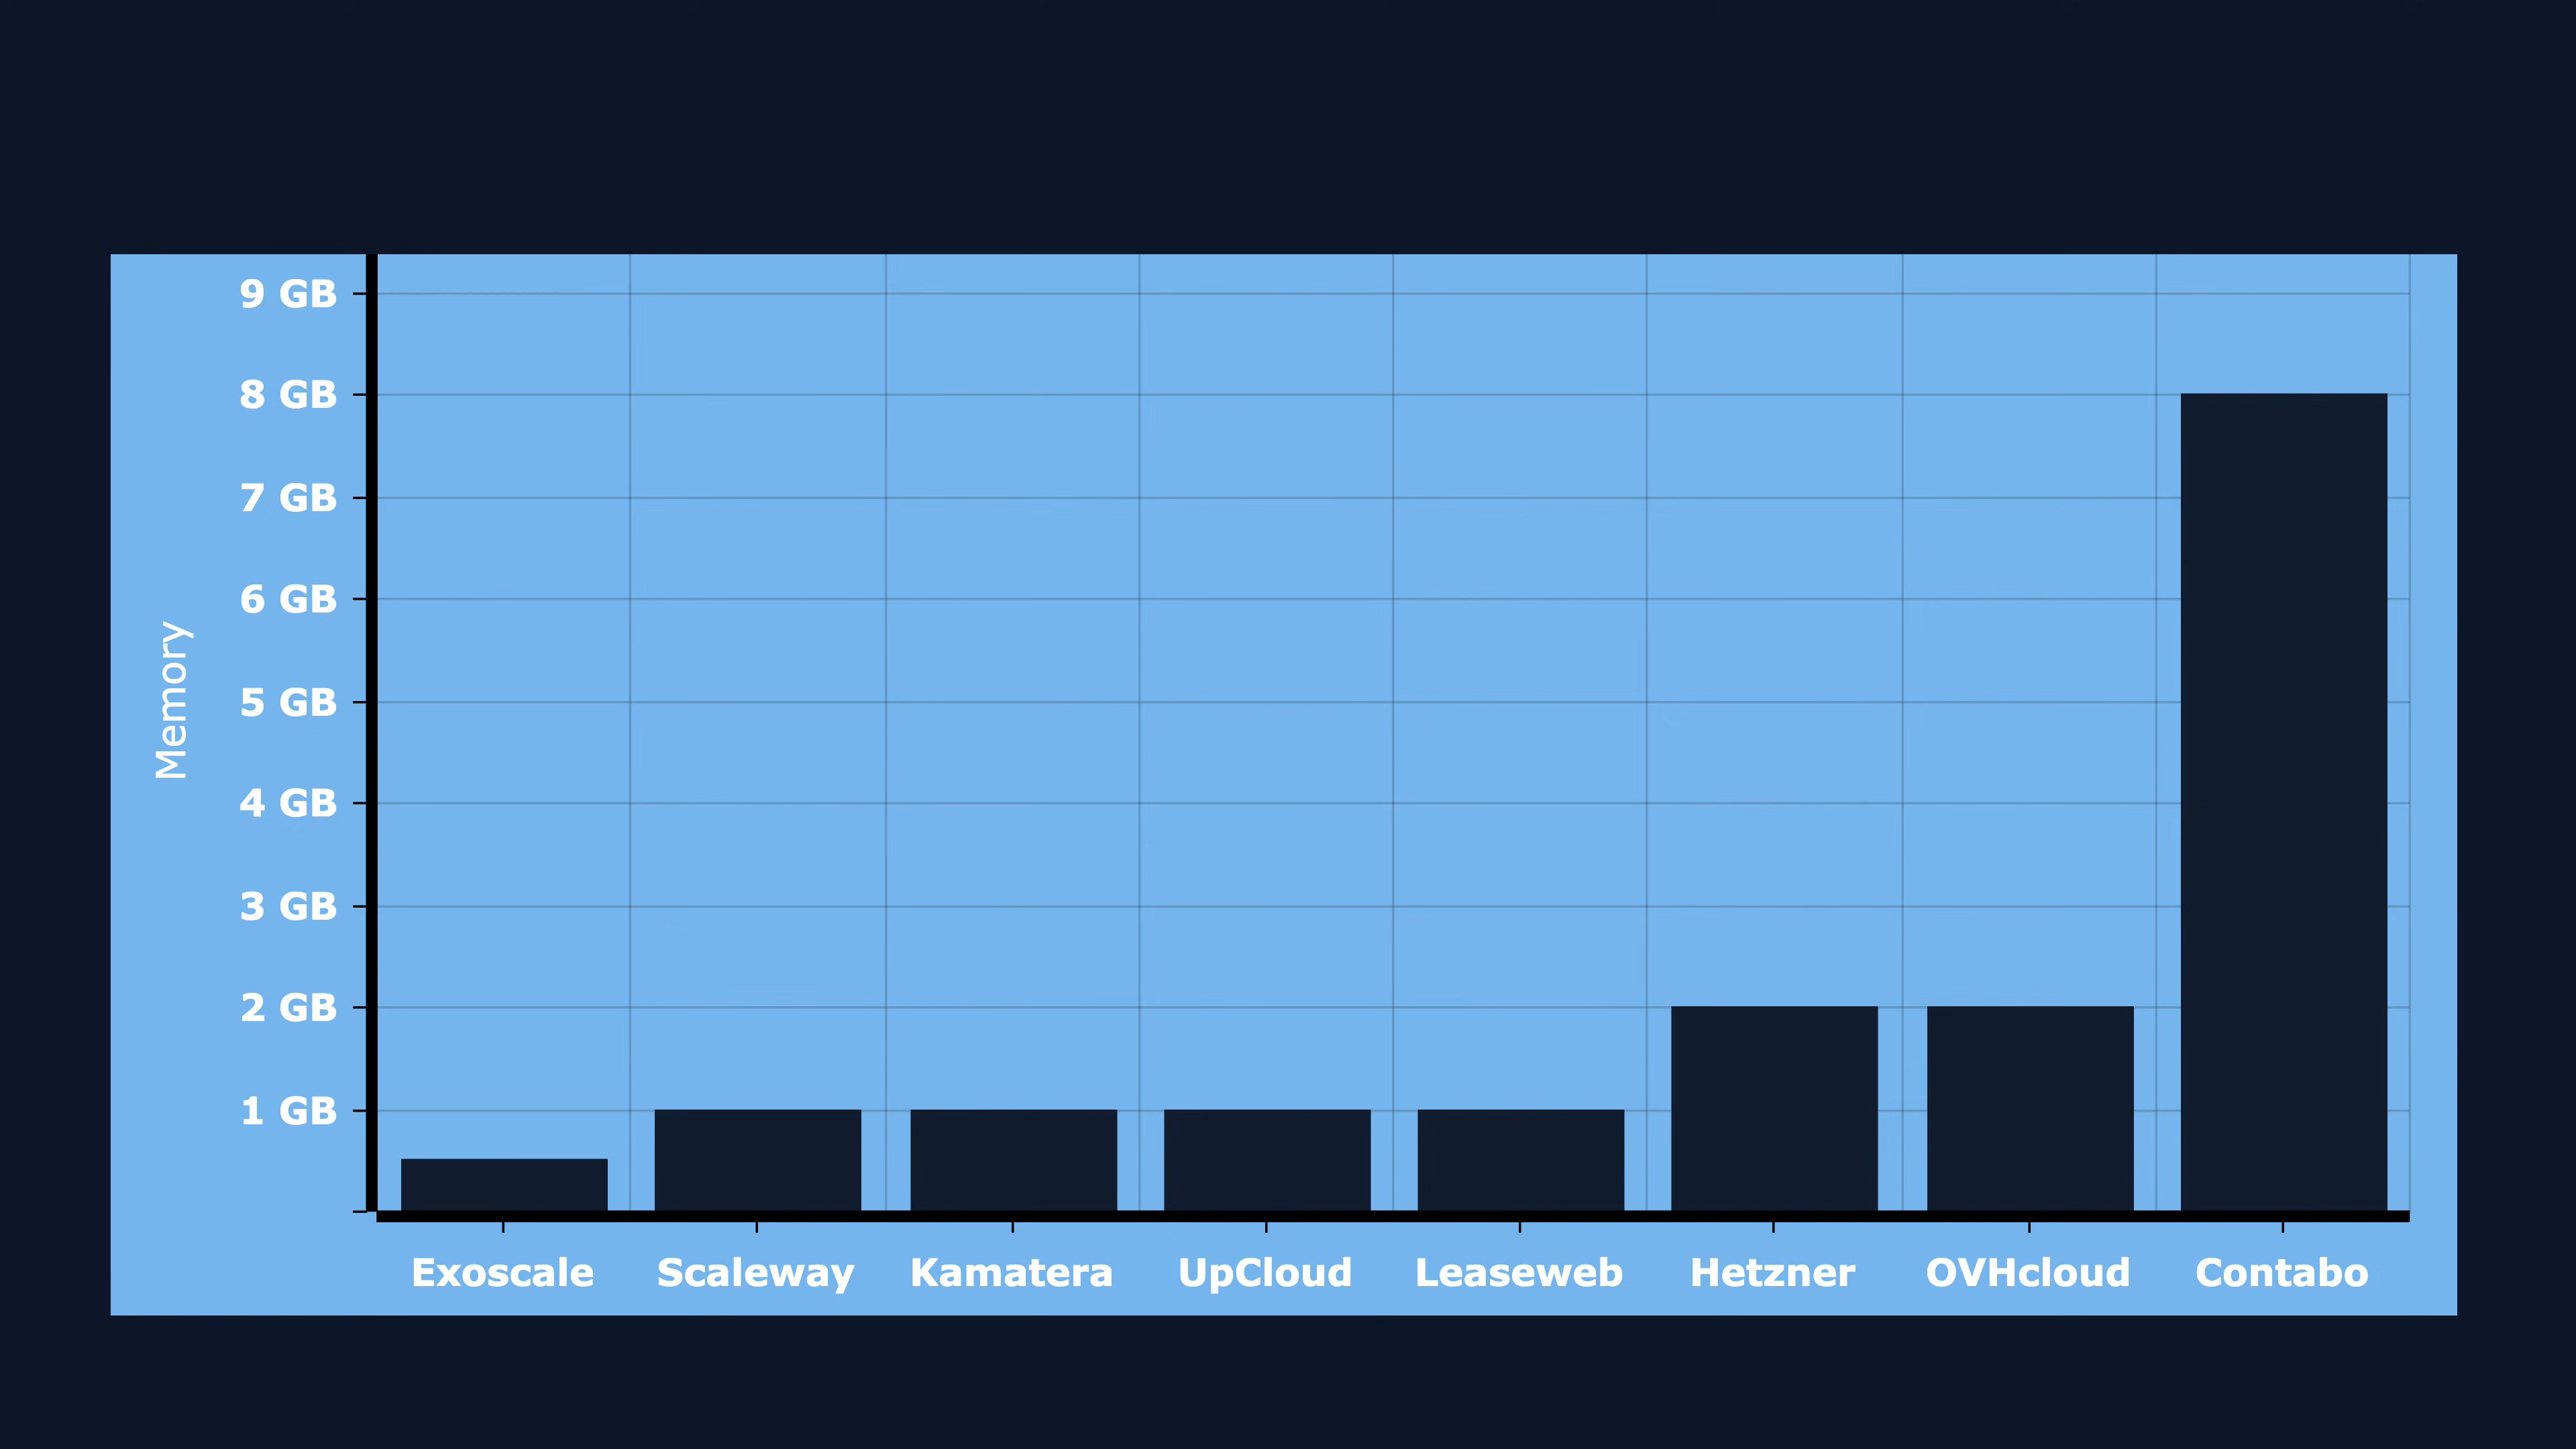 Memory
9 GB
8 GB
7 GB
6 GB
5 GB
4 GB
3 GB
2 GB
1 GB
Exoscale Scaleway Kamatera UpCloud Leaseweb Hetzner OVHcloud Contabo